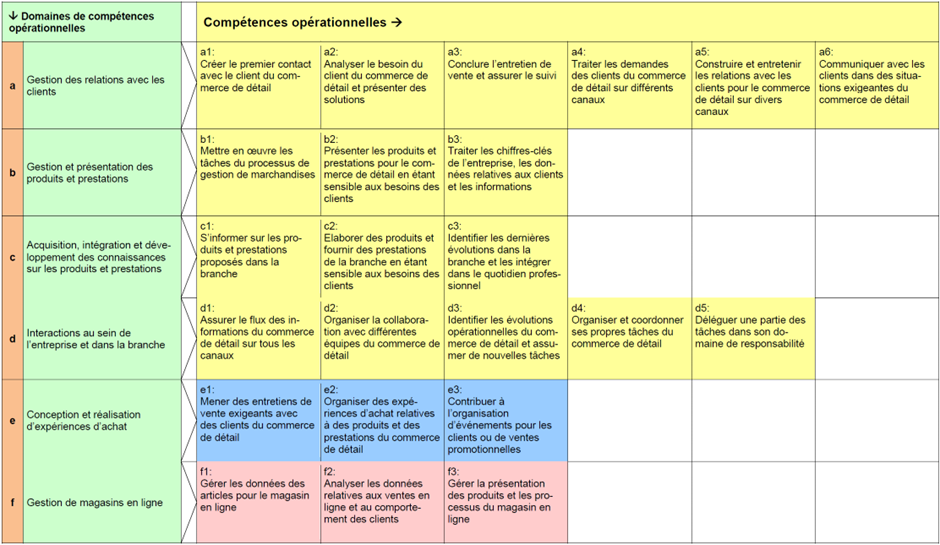 ↓ Domaines de compétences
opérationnelles
Compétences opérationnelles →
a
Gestion des relations avec les
clients
a1:
Créer le premier contact
avec le client du com-
merce de détail
a2:
Analyser le besoin du
client du commerce de
détail et présenter des
solutions
a3:
Conclure l’entretien de
vente et assurer le suivi
a4:
Traiter les demandes
des clients du commerce
de détail sur différents
canaux
a5:
Construire et entretenir
les relations avec les
clients pour le commerce
de détail sur divers
canaux
a6:
Communiquer avec les
clients dans des situa-
tions exigeantes du
commerce de détail
b
Gestion et présentation des
produits et prestations
b1:
Mettre en œuvre les
tâches du processus de
gestion de marchandises
b2:
Présenter les produits et
prestations pour le com-
merce de détail en étant
sensible aux besoins des
clients
b3:
Traiter les chiffres-clés
de l’entreprise, les don-
nées relatives aux clients
et les informations
c
Acquisition, intégration et déve-
loppement des connaissances
sur les produits et prestations
c1:
S’informer sur les pro-
duits et prestations
proposés dans la
branche
c2:
Elaborer des produits et
fournir des prestations
de la branche en étant
sensible aux besoins des
clients
c3:
Identifier les dernières
évolutions dans la
branche et les intégrer
dans le quotidien profes-
sionnel
d
Interactions au sein de
l’entreprise et dans la branche
d1:
Assurer le flux des in-
formations du commerce
de détail sur tous les
canaux
d2:
Organiser la collabora-
tion avec différentes
équipes du commerce de
détail
d3:
Identifier les évolutions
opérationnelles du com-
merce de détail et assu-
mer de nouvelles tâches
d4:
Organiser et coordonner
ses propres tâches du
commerce de détail
d5:
Déléguer une partie des
tâches dans son do-
maine de responsabilité
e
Conception et réalisation
d’expériences d’achat
e1:
Mener des entretiens de
vente exigeants avec
des clients du commerce
de détail
e2:
Organiser des expé-
riences d’achat relatives
à des produits et des
prestations du commerce
de détail
e3:
Contribuer à
l’organisation
d’événements pour les
clients ou de ventes
promotionnelles
f
Gestion de magasins en ligne
f1:
Gérer les données des
articles pour le magasin
en ligne
f2:
Analyser les données
relatives aux ventes en
ligne et au comporte-
ment des clients
f3:
Gérer la présentation
des produits et les pro-
cessus du magasin en
ligne